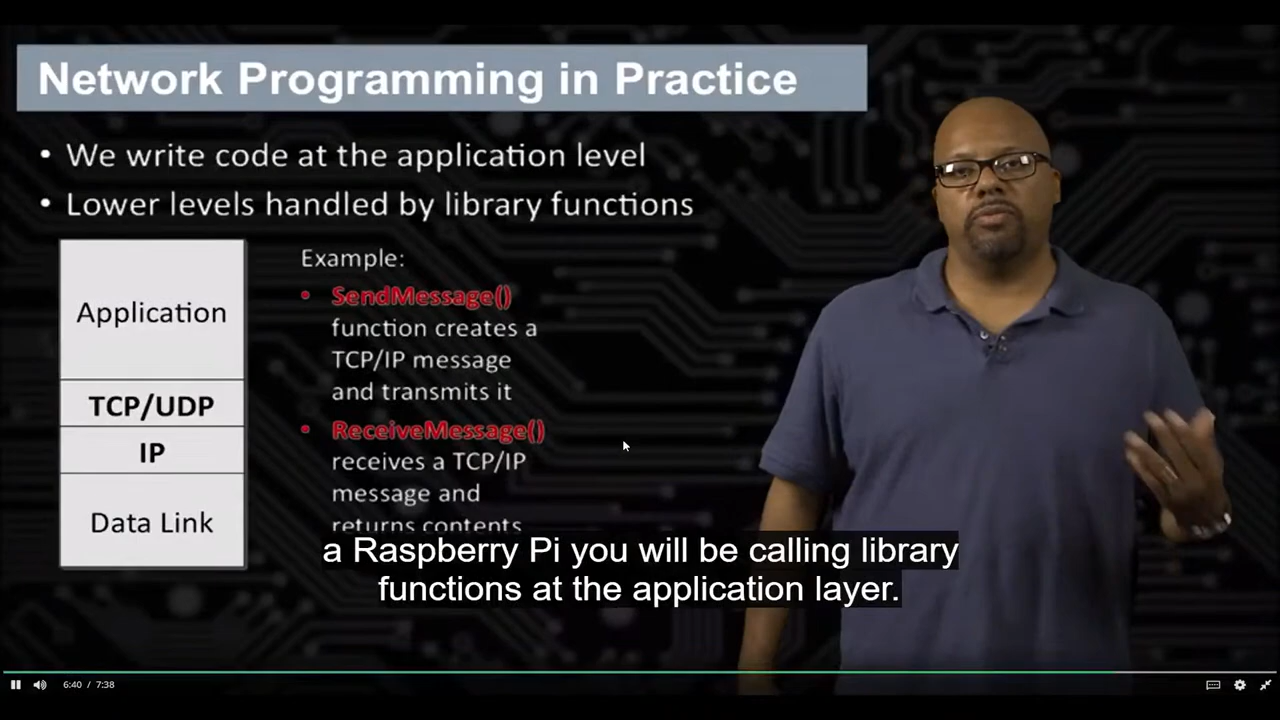 Network Programming in Practice
• We write code at the application level
• Lower levels handled by library functions
Application
TCP/UDP
IP
Data Link
Example:
• SendMessage()
function creates a
TCP/IP message
and transmits it
• ReceiveMessage()
receives a TCP/IP
message and
returns contents
a Raspberry Pi you will be calling library
functions at the application layer.
6:40 / 7:38